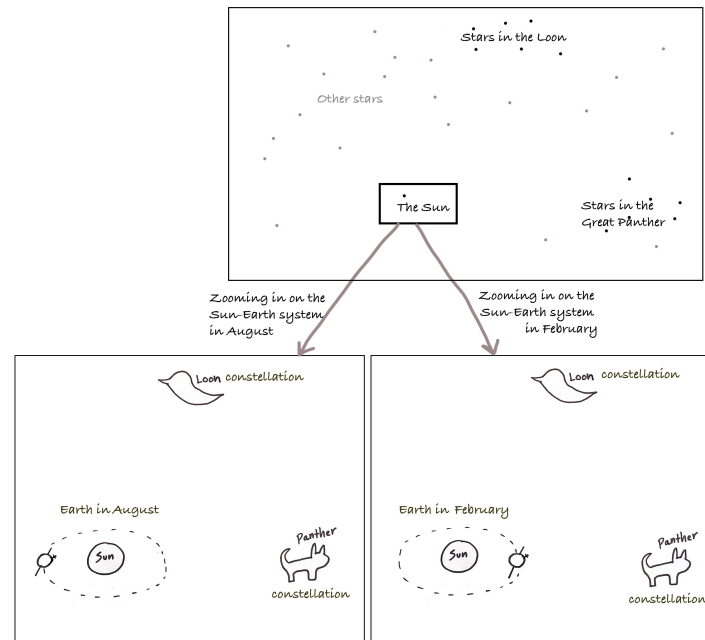 Stars in the Loon
Other stars
The Sun
Stars in the
Great Panther
Zooming in on the
Sun-Earth system
in August
Zooming in on the
Sun-Earth system
in February
Loon constellation
Earth in August
Sun
Panther
constellation
Loon constellation
Earth in February
Sun
Panther
constellation